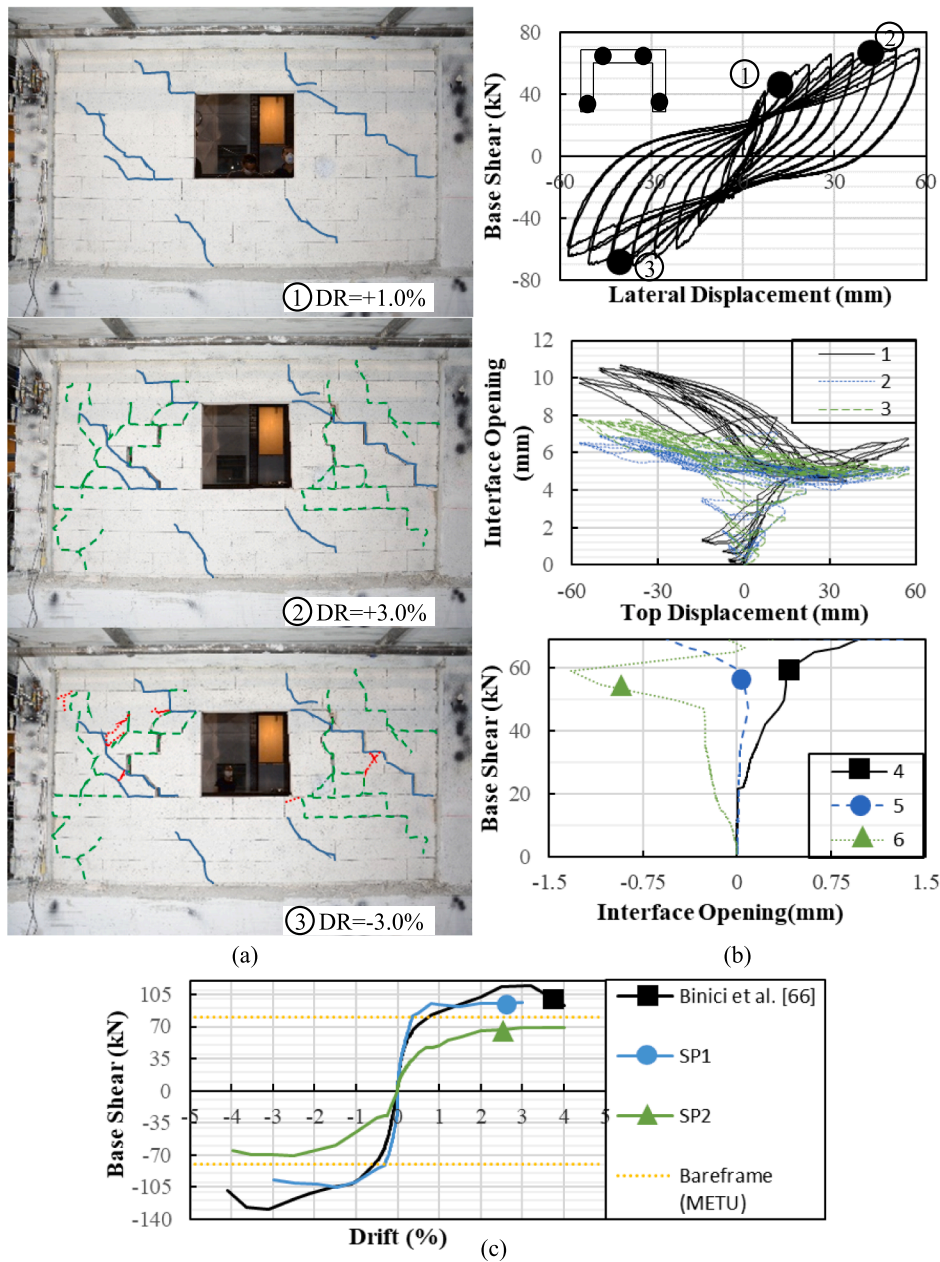 ① DR=+1.0%
② DR=+3.0%
③ DR=-3.0%
(a)
Base Shear (kN)
80
40
0
-40
-80
-60
-30
0
30
60
①
②
③
Lateral Displacement (mm)
Interface Opening
(mm)
12
10
8
6
4
2
0
-60
-30
0
30
60
1
2
3
Top Displacement (mm)
Base Shear (kN)
60
40
20
0
-1.5
-0.75
0
0.75
1.5
4
5
6
Interface Opening(mm)
(b)
Base Shear (kN)
105
70
35
0
-35
-70
-105
-140
-5
-4
-3
-2
-1
0
1
2
3
4
5
Drift (%)
Binici et al. [66]
SP1
SP2
Bareframe
(METU)
(c)